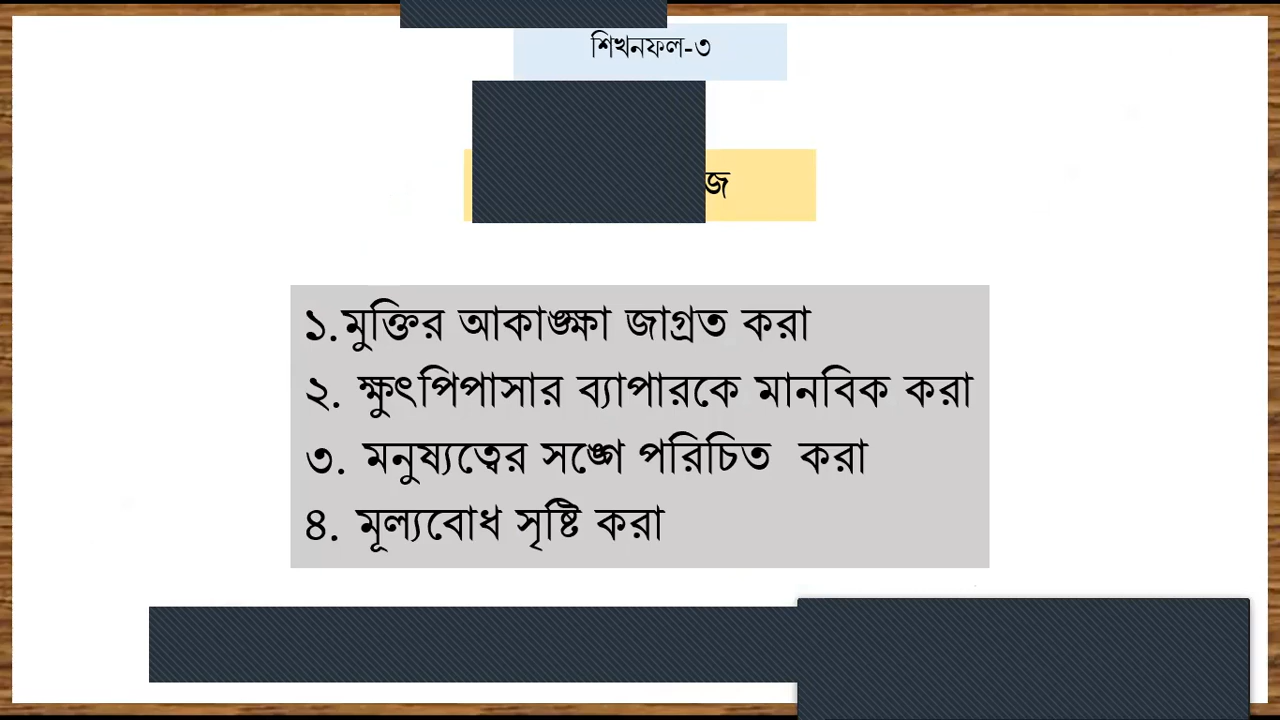 শিখনফল-৩
১.মুক্তির আকাঙ্ক্ষা জাগ্রত করা
২. ক্ষুৎপিপাসার ব্যাপারকে মানবিক করা
৩. মনুষ্যত্বের সঙ্গে পরিচিত করা
৪. মূল্যবোধ সৃষ্টি করা